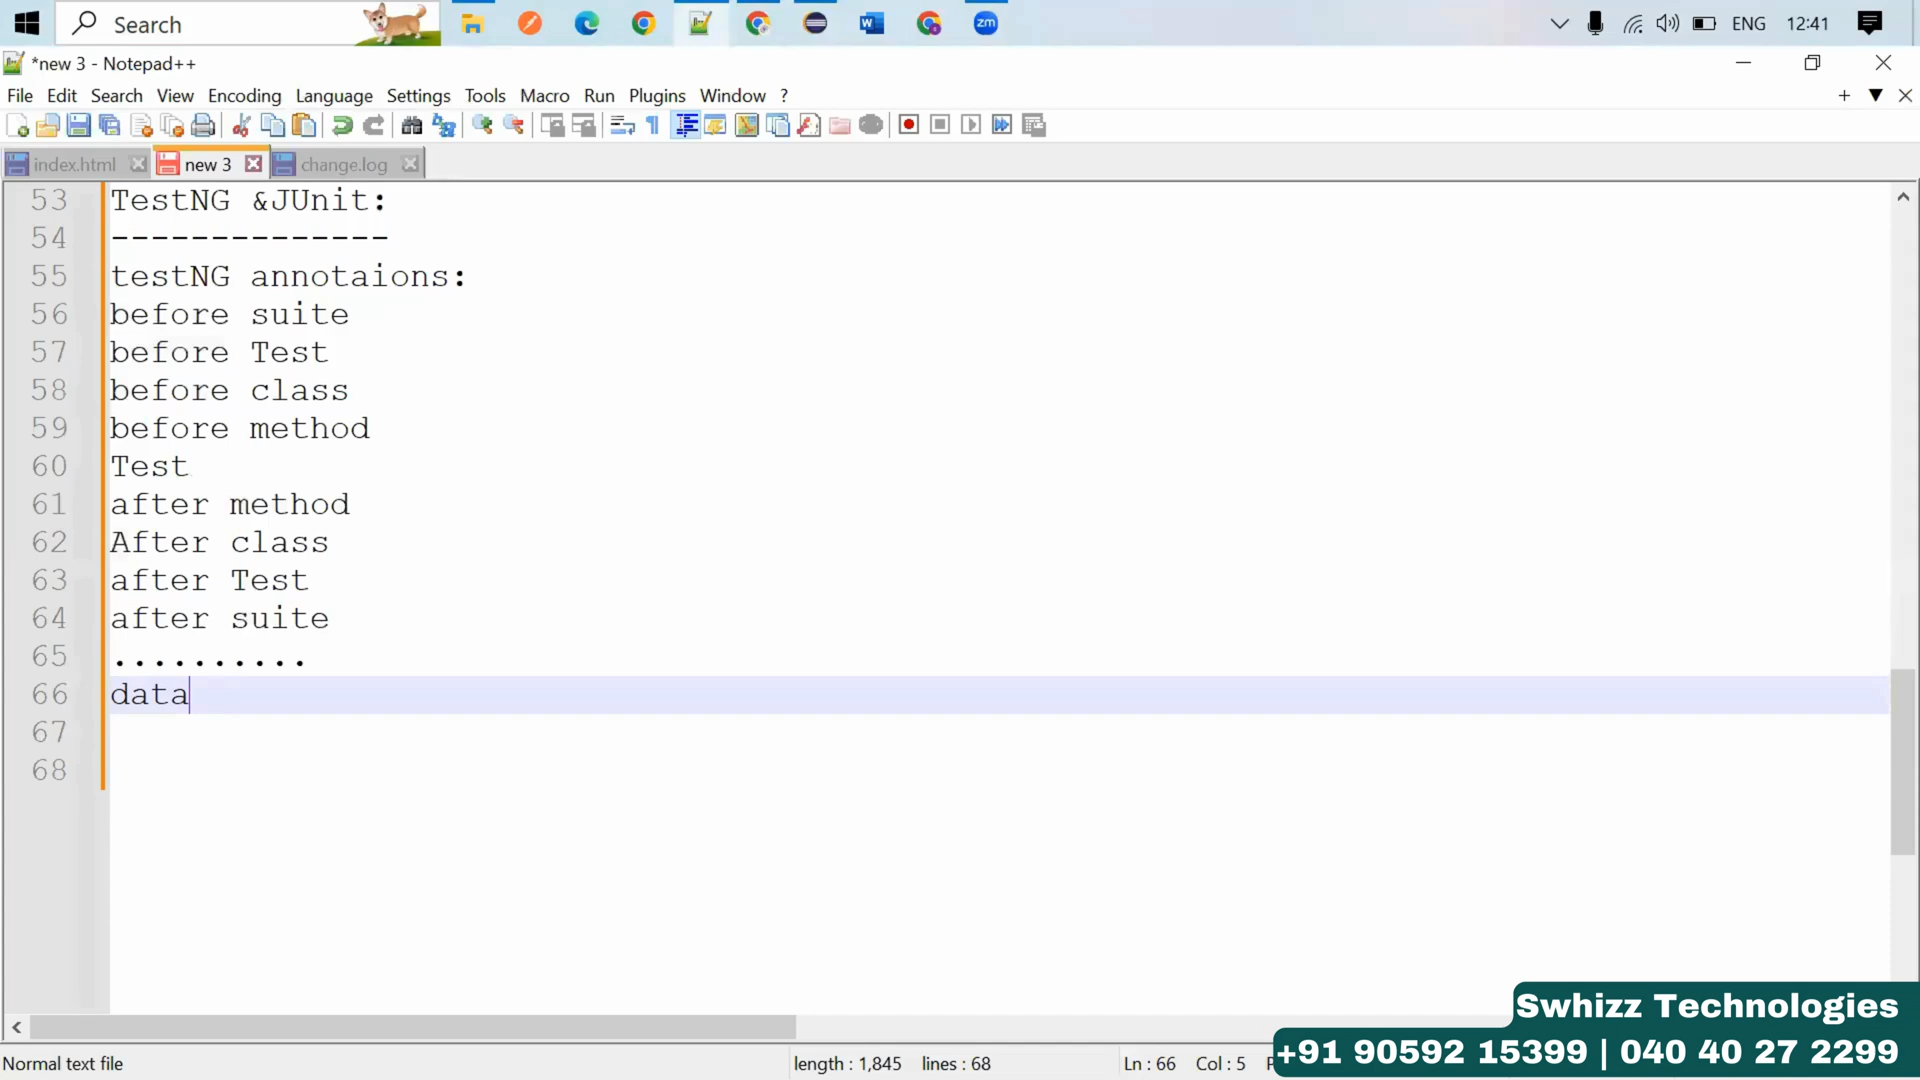 Search
ENG
12:41
*new 3 - Notepad++
File Edit Search View Encoding Language Settings Tools Macro Run Plugins Window ?
index.html new 3 change.log
53 TestNG &JUnit:
54 --------------
55 testNG annotaions:
56 before suite
57 before Test
58 before class
59 before method
60 Test
61 after method
62 After class
63 after Test
64 after suite
65 ..........
66 data
67
68
Swhizz Technologies
+91 90592 15399 | 040 40 27 2299
Normal text file length : 1,845 lines : 68 Ln : 66 Col : 5